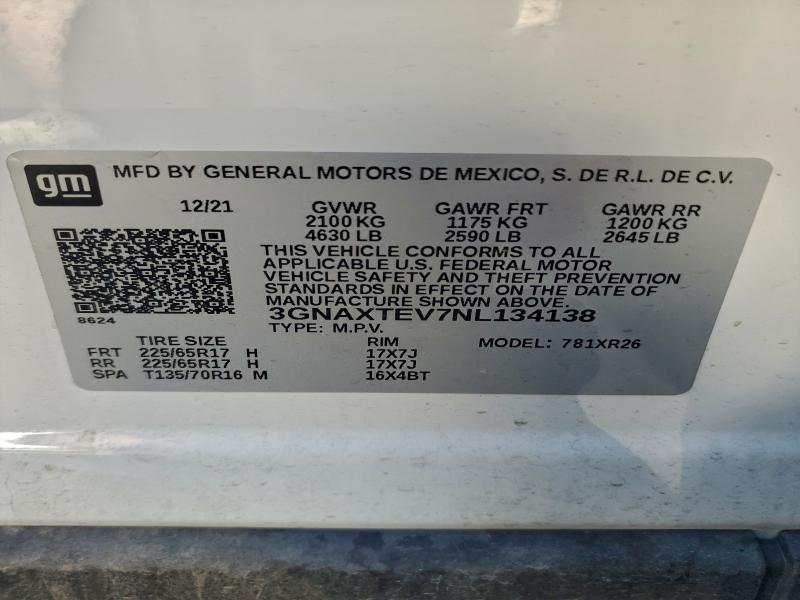 gm MFD BY GENERAL MOTORS DE MEXICO, S. DE R.L. DE C.V.
12/21 GVWR GAWR FRT GAWR RR
2100 KG 1175 KG 1200 KG
4630 LB 2590 LB 2645 LB
THIS VEHICLE CONFORMS TO ALL
APPLICABLE U.S. FEDERAL MOTOR
VEHICLE SAFETY AND THEFT PREVENTION
STANDARDS IN EFFECT ON THE DATE OF
MANUFACTURE SHOWN ABOVE.
8624 3GNAXTEV7NL134138
TYPE: M.P.V. MODEL: 781XR26
TIRE SIZE RIM
FRT 225/65R17 H 17X7J
RR 225/65R17 H 17X7J
SPA T135/70R16 M 16X4BT